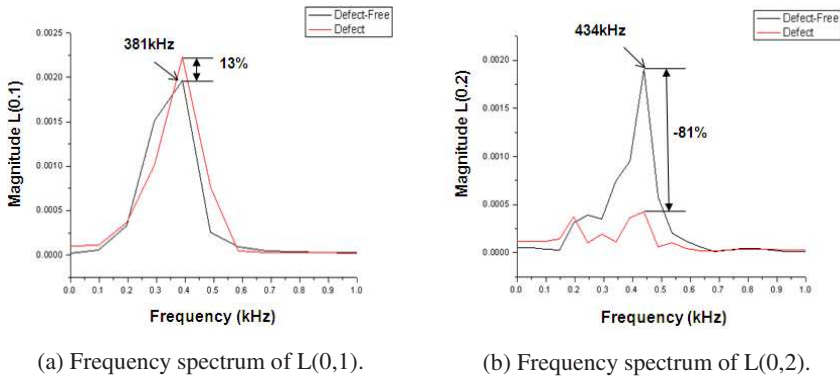 Defect-Free
Defect
381kHz
13%
Magnitude L(0.1)
0.0025
0.0020
0.0015
0.0010
0.0005
0.0000
0.0 0.1 0.2 0.3 0.4 0.5 0.6 0.7 0.8 0.9 1.0
Frequency (kHz)
(a) Frequency spectrum of L(0,1).
Defect-Free
Defect
434kHz
-81%
Magnitude L(0.2)
0.0020
0.0015
0.0010
0.0005
0.0000
0.0 0.1 0.2 0.3 0.4 0.5 0.6 0.7 0.8 0.9 1.0
Frequency (kHz)
(b) Frequency spectrum of L(0,2).